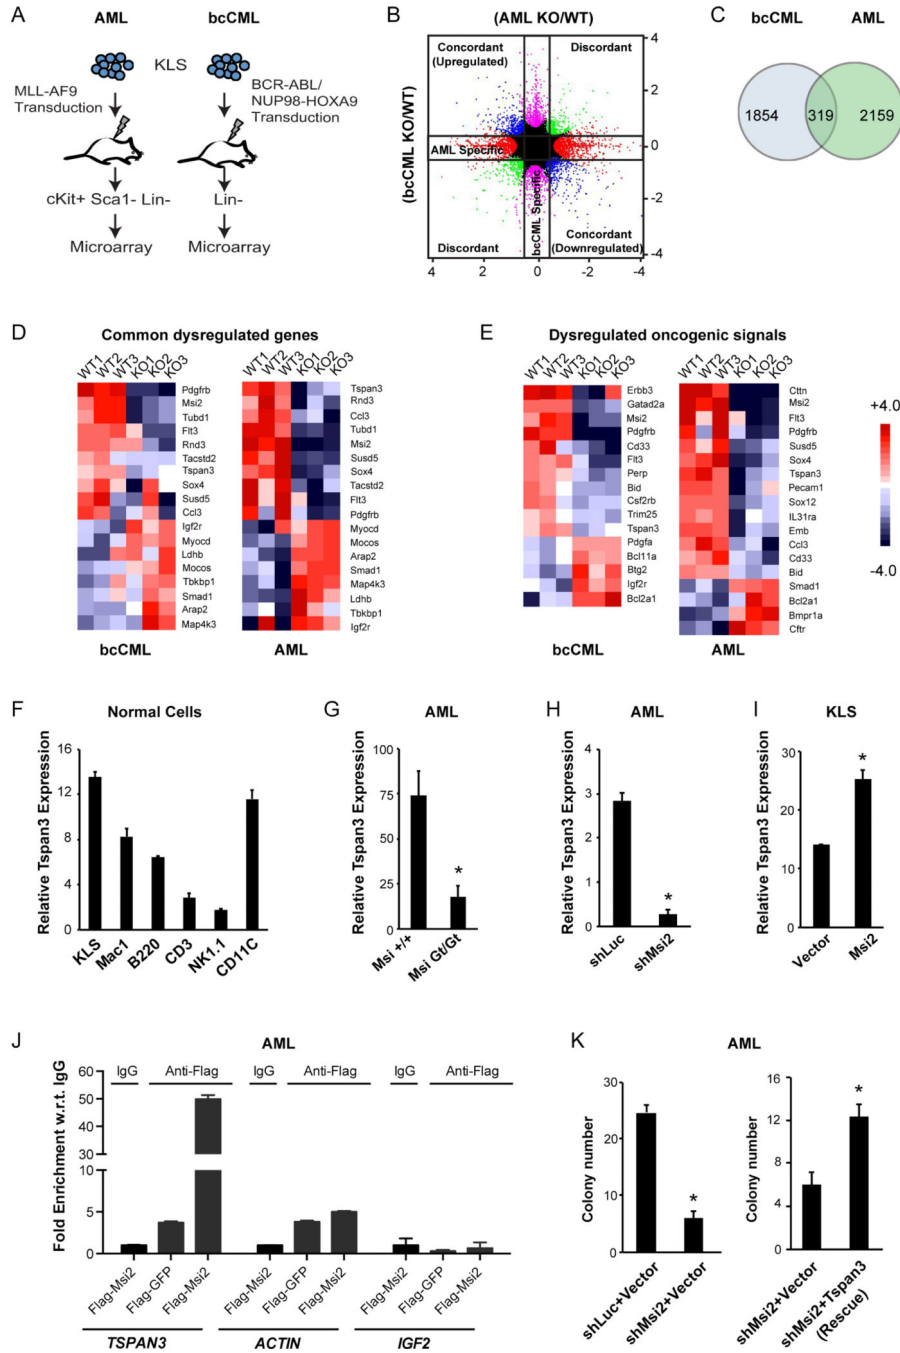 A
AML
bcCML
KLS
MLL-AF9
Transduction
BCR-ABL/
NUP98-HOXA9
Transduction
cKit+ Sca1- Lin-
Lin-
Microarray
Microarray
B
(AML KO/WT)
(bcCML KO/WT)
Concordant
(Upregulated)
Discordant
AML Specific
bcCML Specific
Discordant
Concordant
(Downregulated)
4
2
0
-2
-4
4
2
0
-2
-4
C
bcCML
AML
1854
319
2159
D
Common dysregulated genes
WT1
WT2
WT3
KO1
KO2
KO3
Pdgfrb
Msi2
Tubd1
Flt3
Rnd3
Tacstd2
Tspan3
Sox4
Susd5
Ccl3
Igf2r
Myocd
Ldhb
Mocos
Tbkbp1
Smad1
Arap2
Map4k3
bcCML
WT1
WT2
WT3
KO1
KO2
KO3
Tspan3
Rnd3
Ccl3
Tubd1
Msi2
Susd5
Sox4
Tacstd2
Flt3
Pdgfrb
Myocd
Mocos
Arap2
Smad1
Map4k3
Ldhb
Tbkbp1
Igf2r
AML
E
Dysregulated oncogenic signals
WT1
WT2
WT3
KO1
KO2
KO3
Erbb3
Gatad2a
Msi2
Pdgfrb
Cd33
Flt3
Perp
Bid
Csf2rb
Trim25
Tspan3
Pdgfa
Bcl11a
Btg2
Igf2r
Bcl2a1
bcCML
WT1
WT2
WT3
KO1
KO2
KO3
Cttn
Msi2
Flt3
Pdgfrb
Susd5
Sox4
Tspan3
Pecam1
Sox12
IL31ra
Emb
Ccl3
Cd33
Bid
Smad1
Bcl2a1
Bmpr1a
Cftr
AML
+4.0
-4.0
F
Normal Cells
Relative Tspan3 Expression
16
12
8
4
0
KLS
Mac1
B220
CD3
NK1.1
CD11C
G
AML
Relative Tspan3 Expression
100
75
50
25
0
*
Msi +/+
Msi Gt/Gt
H
AML
Relative Tspan3 Expression
4
3
2
1
0
*
shLuc
shMsi2
I
KLS
Relative Tspan3 Expression
30
20
10
0
*
Vector
Msi2
J
AML
Fold Enrichment w.r.t. IgG
60
50
40
30
10
5
0
IgG
Anti-Flag
IgG
Anti-Flag
IgG
Anti-Flag
Flag-Msi2
Flag-GFP
Flag-Msi2
Flag-Msi2
Flag-GFP
Flag-Msi2
Flag-Msi2
Flag-GFP
Flag-Msi2
TSPAN3
ACTIN
IGF2
K
AML
Colony number
30
20
10
0
*
shLuc+Vector
shMsi2+Vector
Colony number
16
12
8
4
0
*
shMsi2+Vector
shMsi2+Tspan3
(Rescue)